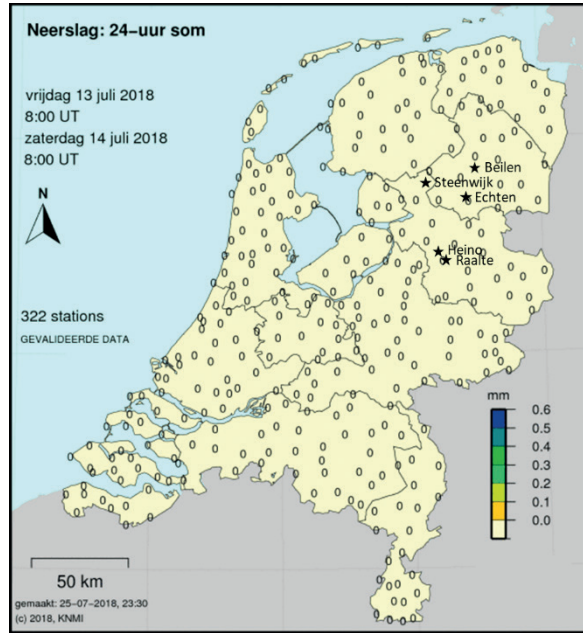 Neerslag: 24-uur som
vrijdag 13 juli 2018
8:00 UT
zaterdag 14 juli 2018
8:00 UT
N
Beilen
Steenwijk
Echten
Heino
Raalte
322 stations
GEVALIDEERDE DATA
mm
0.6
0.5
0.4
0.3
0.2
0.1
0.0
50 km
gemaakt: 25-07-2018, 23:30
(c) 2018, KNMI